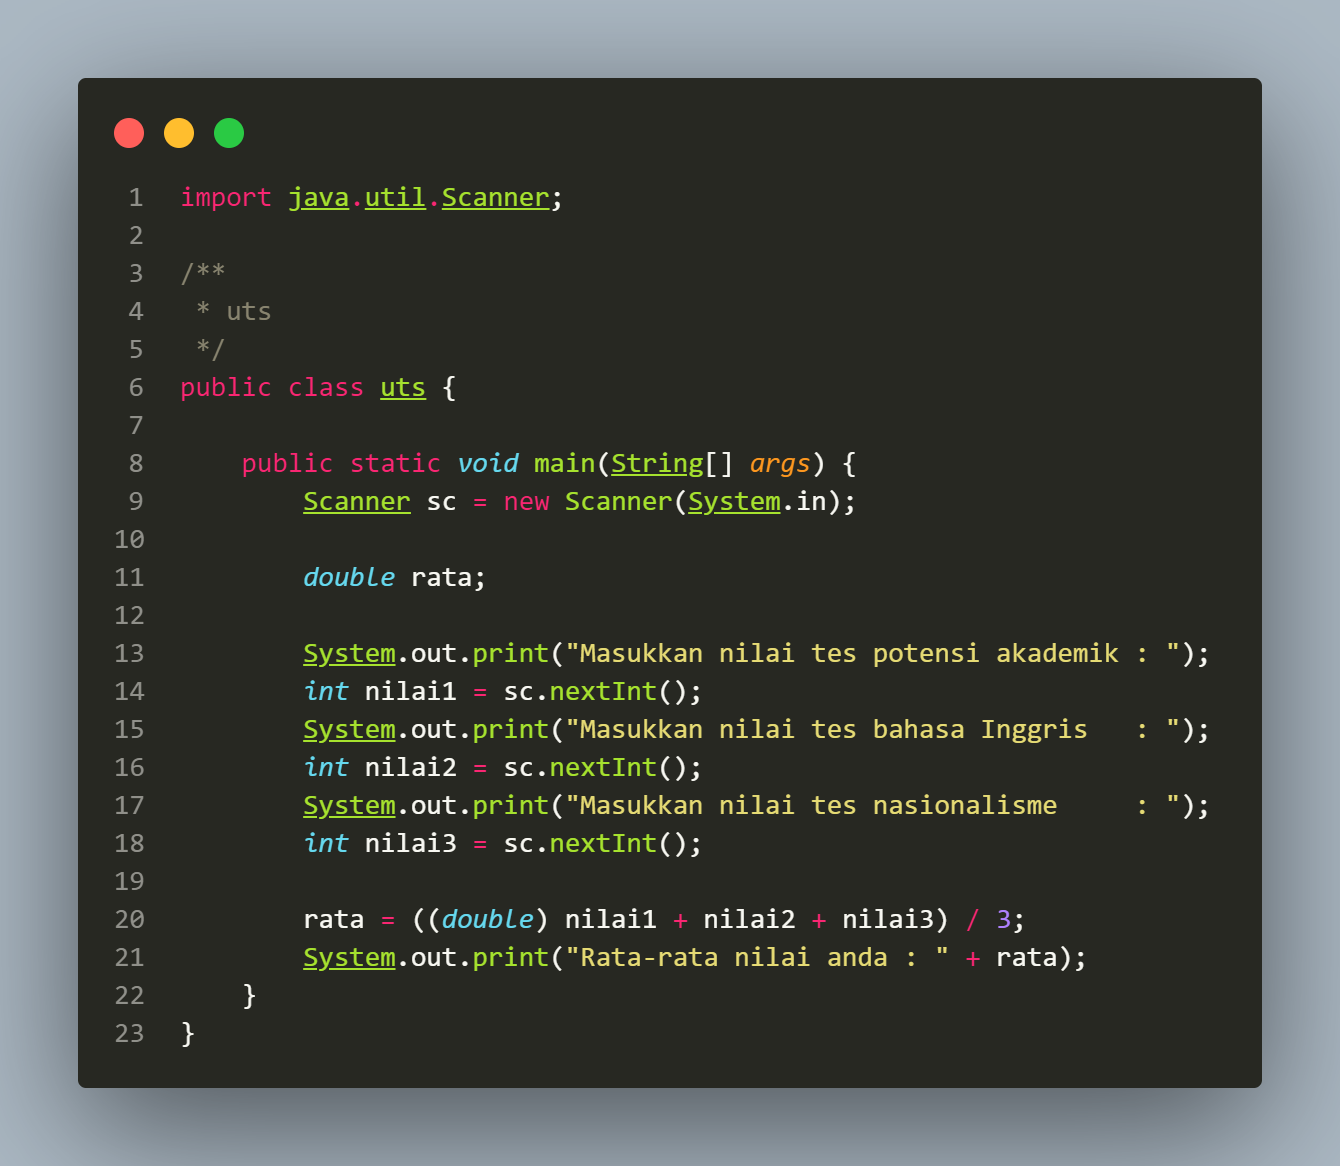 1 import java.util.Scanner;
2
3 /**
4  * uts
5  */
6 public class uts {
7
8     public static void main(String[] args) {
9         Scanner sc = new Scanner(System.in);
10
11         double rata;
12
13         System.out.print("Masukkan nilai tes potensi akademik : ");
14         int nilai1 = sc.nextInt();
15         System.out.print("Masukkan nilai tes bahasa Inggris   : ");
16         int nilai2 = sc.nextInt();
17         System.out.print("Masukkan nilai tes nasionalisme     : ");
18         int nilai3 = sc.nextInt();
19
20         rata = ((double) nilai1 + nilai2 + nilai3) / 3;
21         System.out.print("Rata-rata nilai anda : " + rata);
22     }
23 }